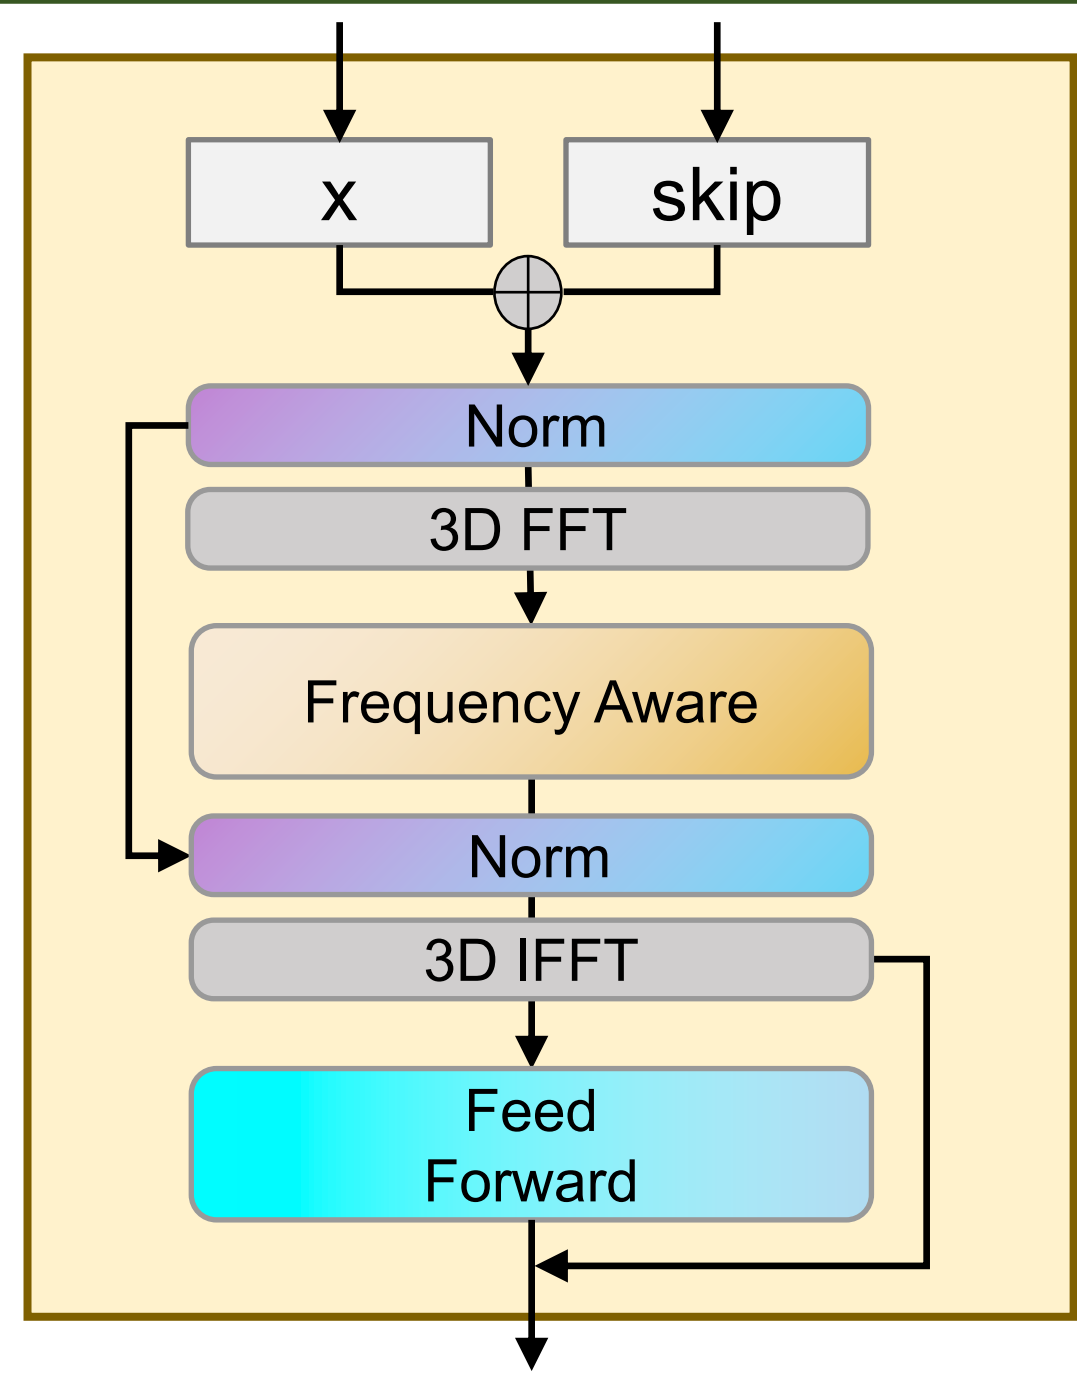 x
skip
Norm
3D FFT
Frequency Aware
Norm
3D IFFT
Feed
Forward